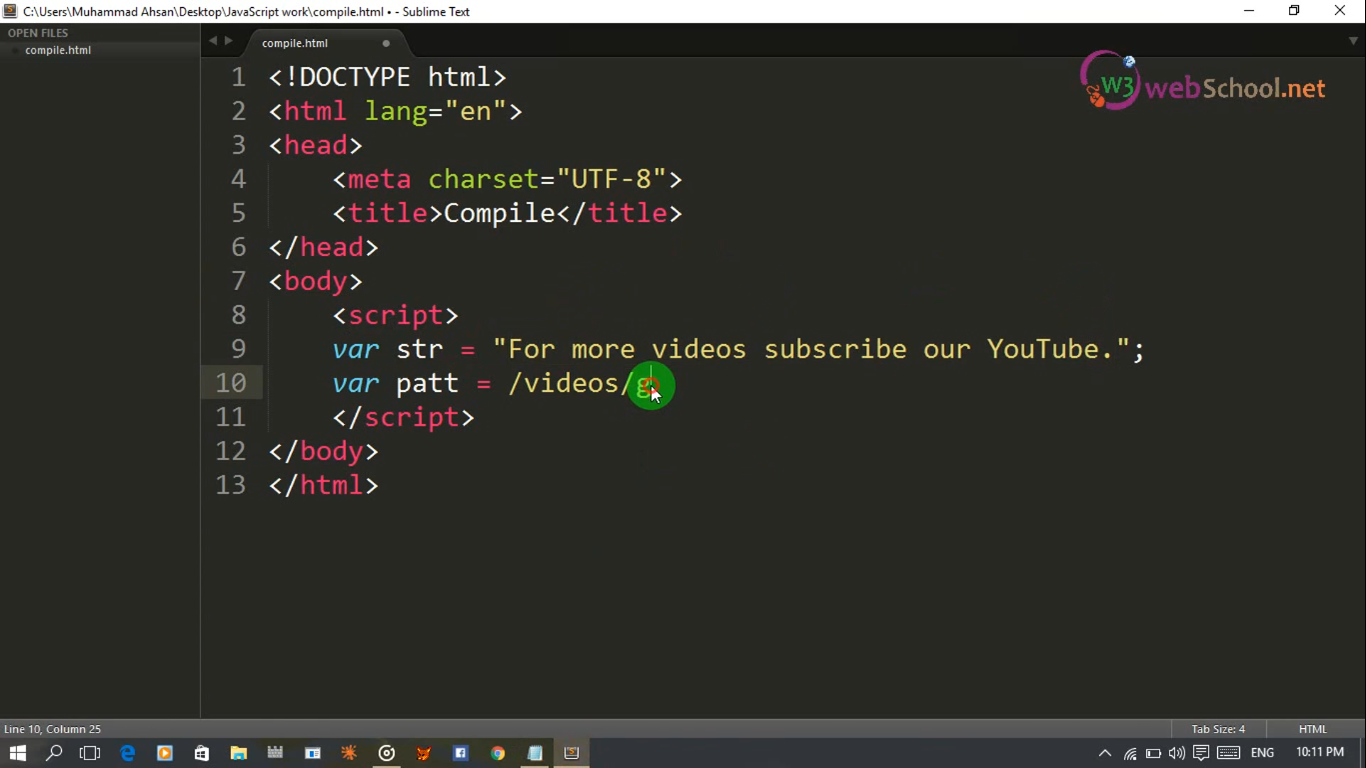 C:\Users\Muhammad Ahsan\Desktop\JavaScript work\compile.html • - Sublime Text
OPEN FILES
compile.html
compile.html
W3 webSchool.net
1 <!DOCTYPE html>
2 <html lang="en">
3 <head>
4 <meta charset="UTF-8">
5 <title>Compile</title>
6 </head>
7 <body>
8 <script>
9 var str = "For more videos subscribe our YouTube.";
10 var patt = /videos/g
11 </script>
12 </body>
13 </html>
Line 10, Column 25
Tab Size: 4
HTML
ENG
10:11 PM